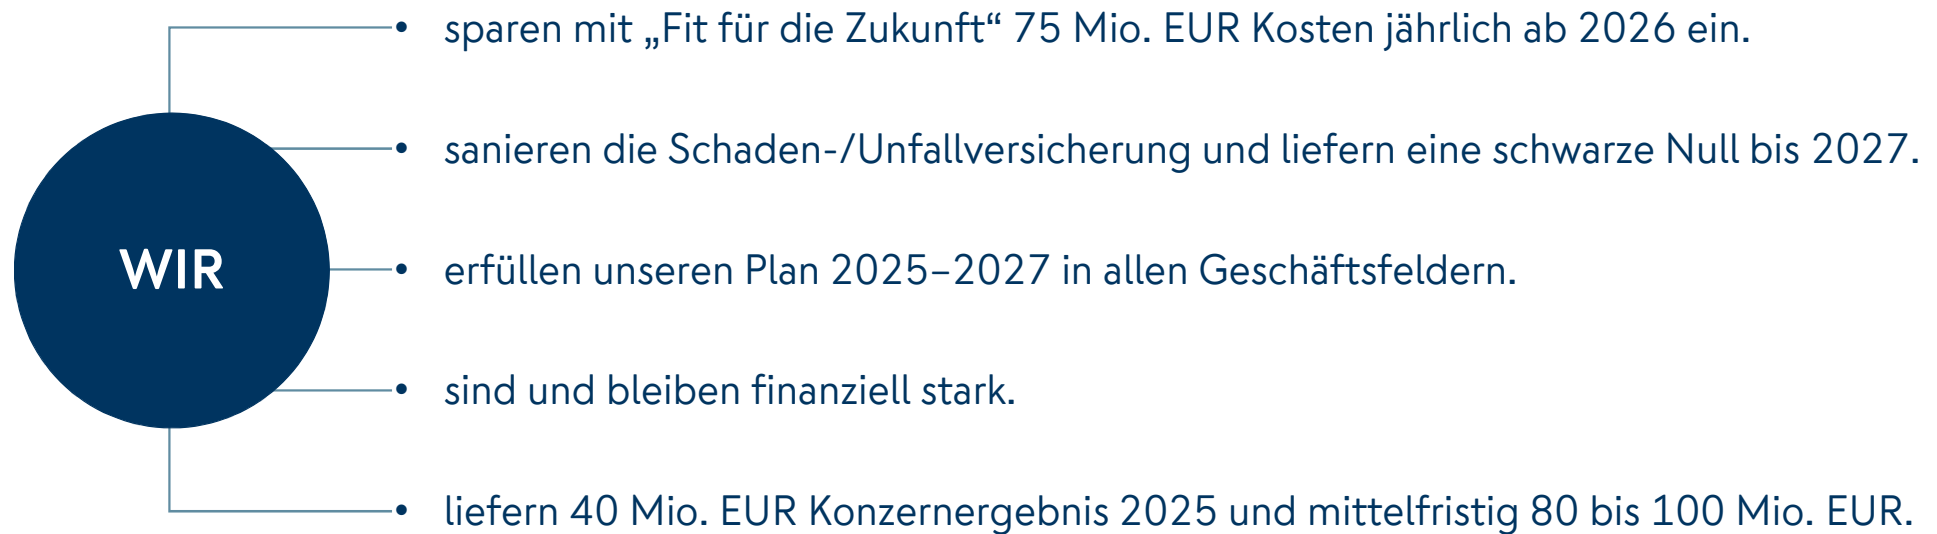 WIR
• sparen mit „Fit für die Zukunft“ 75 Mio. EUR Kosten jährlich ab 2026 ein.
• sanieren die Schaden-/Unfallversicherung und liefern eine schwarze Null bis 2027.
• erfüllen unseren Plan 2025–2027 in allen Geschäftsfeldern.
• sind und bleiben finanziell stark.
• liefern 40 Mio. EUR Konzernergebnis 2025 und mittelfristig 80 bis 100 Mio. EUR.